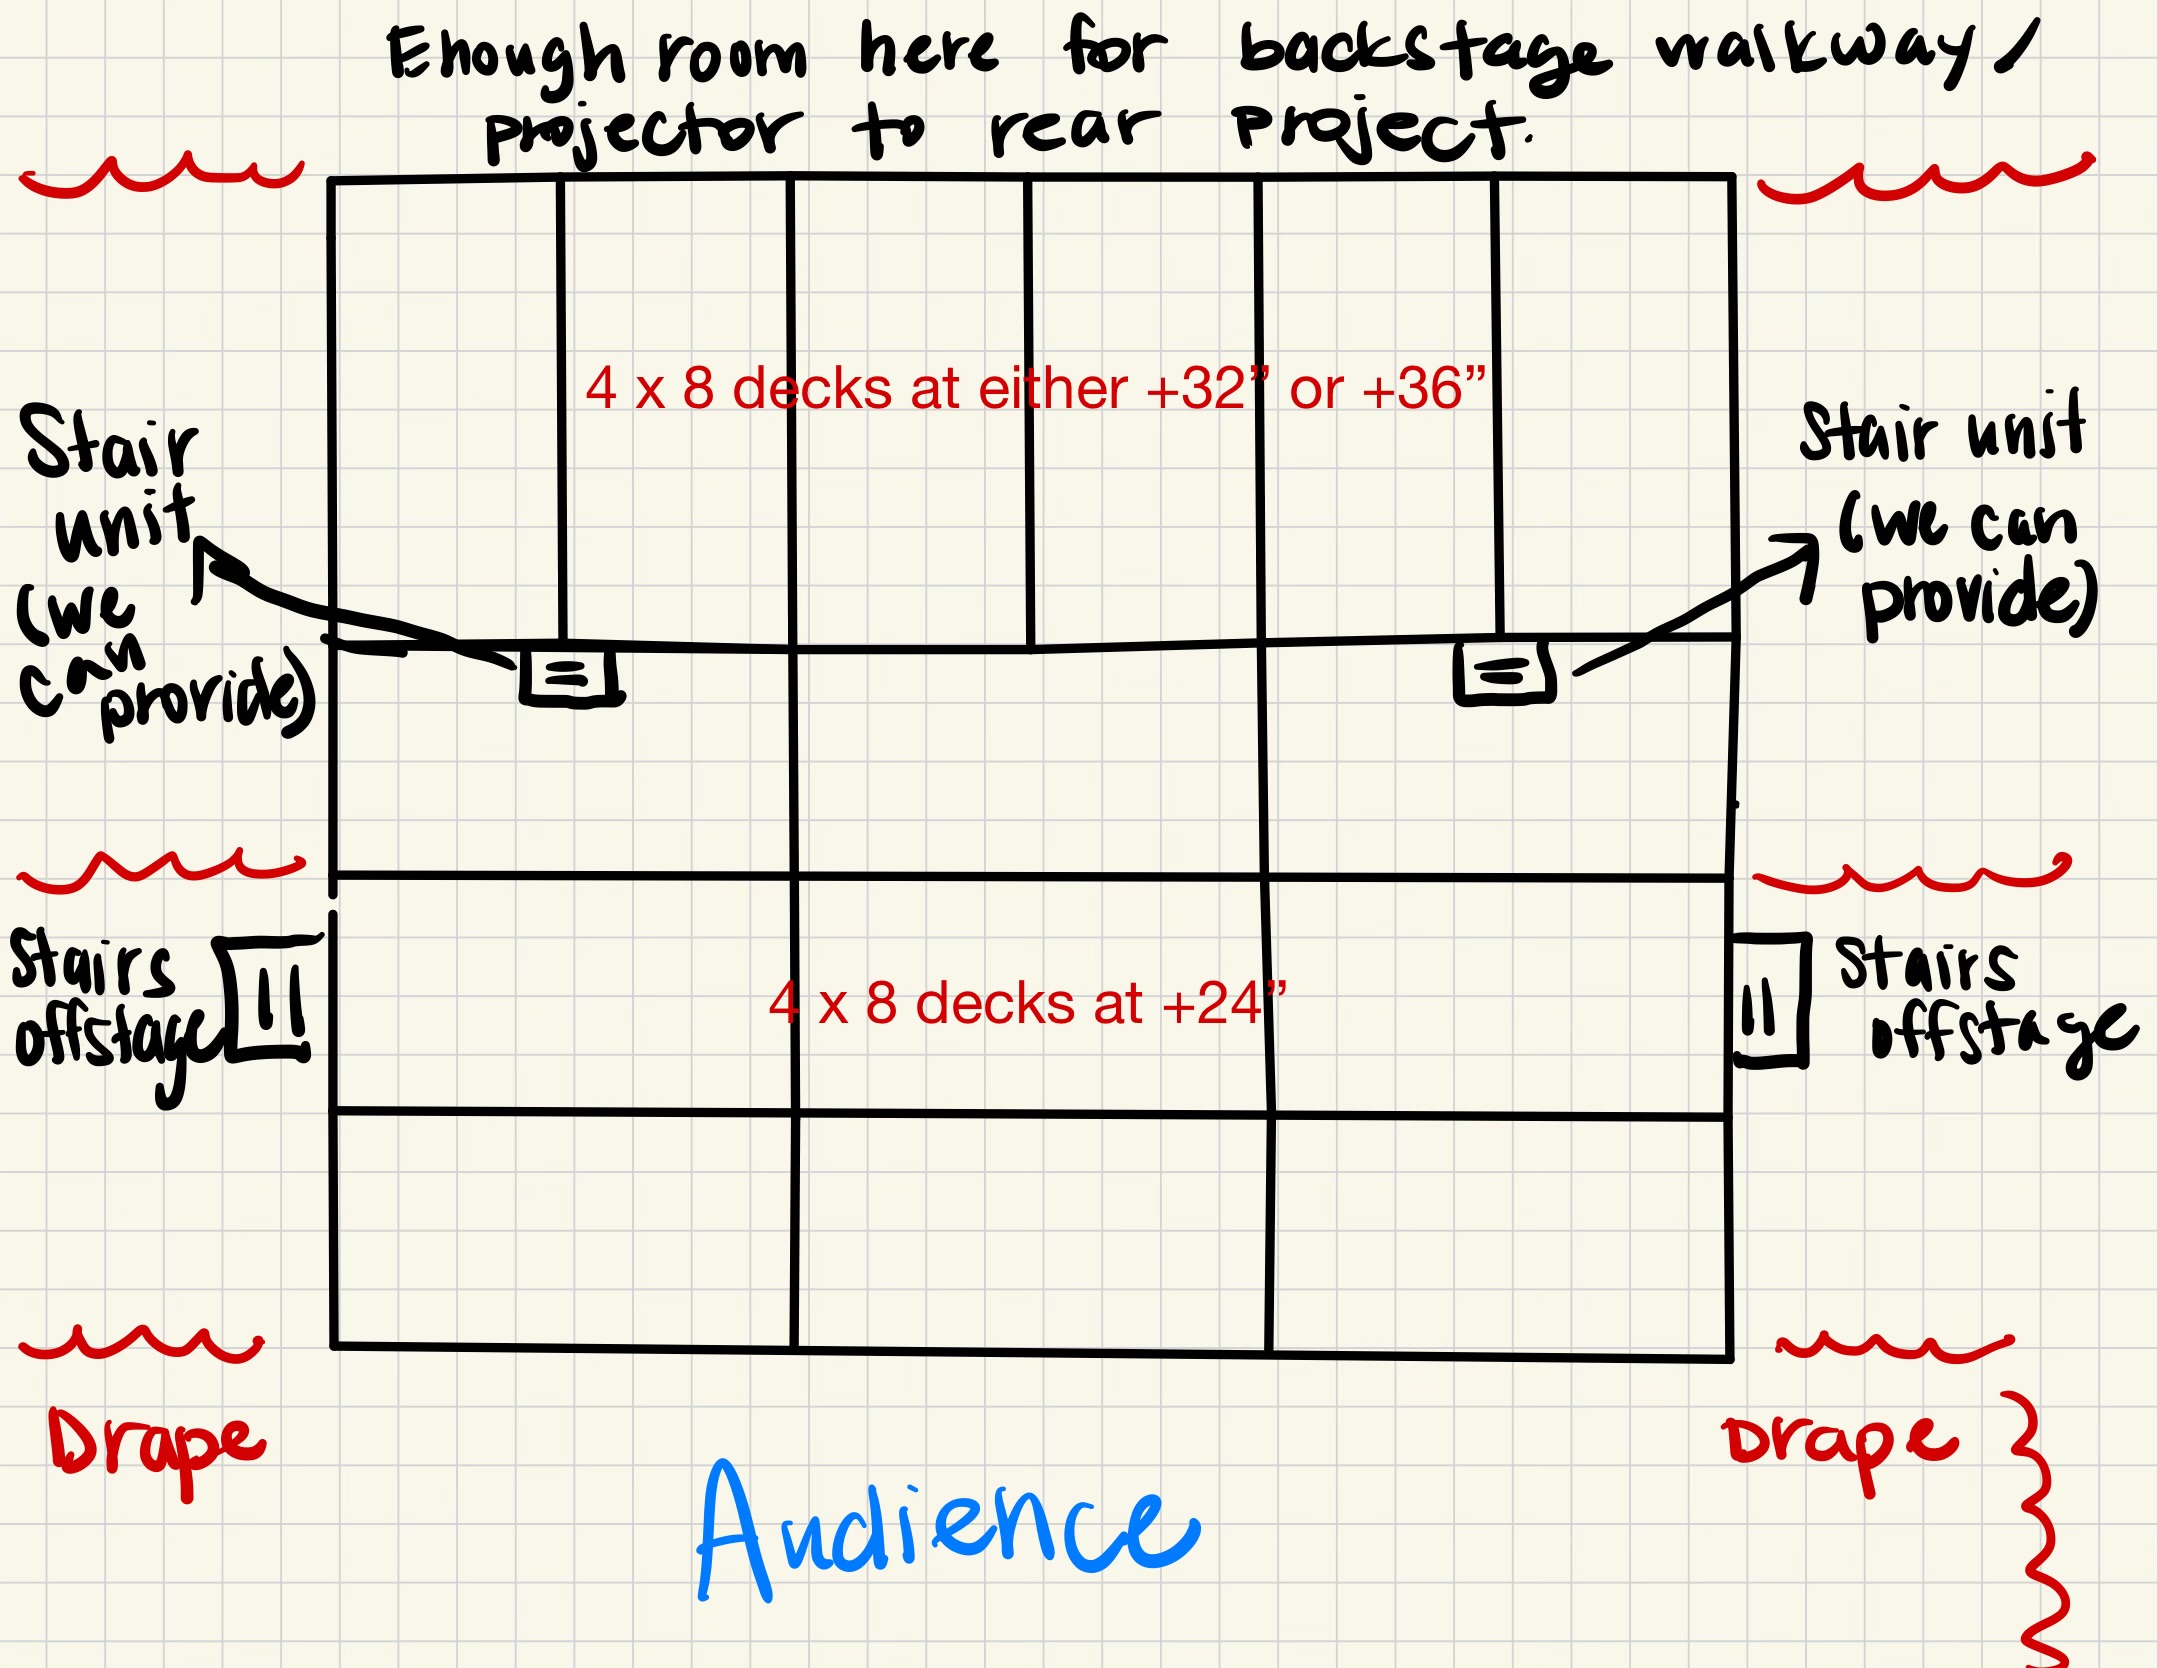 Enough room here for backstage walkway/
projector to rear project.
4 x 8 decks at either +32” or +36”
Stair
unit
(we
can
provide)
Stair unit
(we can
provide)
Stairs
offstage
4 x 8 decks at +24”
Stairs
offstage
Drape
Drape
Audience